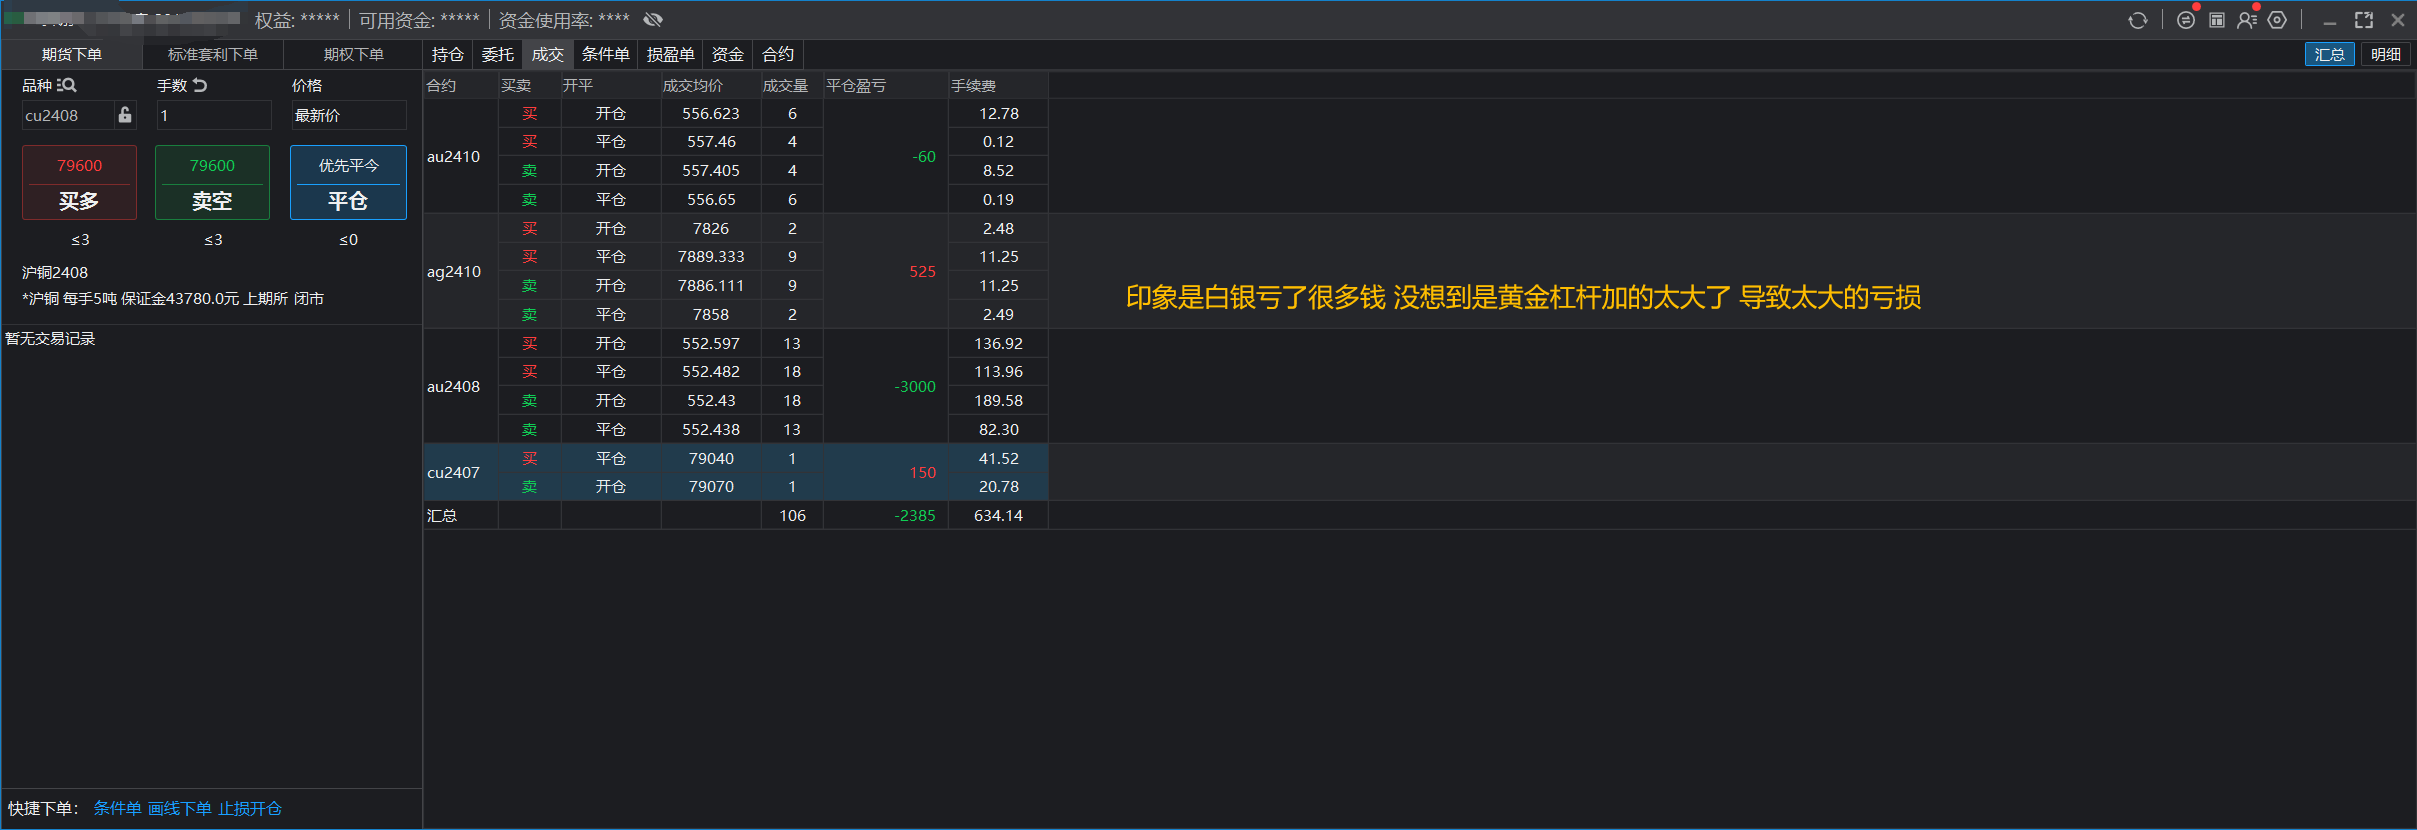 权益: ***** 可用资金: ***** 资金使用率: ****
期货下单 标准套利下单 期权下单 持仓 委托 成交 条件单 损盈单 资金 合约 汇总 明细
品种 手数 价格
cu2408 1 最新价
79600 79600 优先平今
买多 卖空 平仓
≤3 ≤3 ≤0
沪铜2408
*沪铜 每手5吨 保证金43780.0元 上期所 闭市
暂无交易记录
快捷下单: 条件单 画线下单 止损开仓
合约 买卖 开平 成交均价 成交量 平仓盈亏 手续费
au2410 -60
买 开仓 556.623 6 12.78
买 平仓 557.46 4 0.12
卖 开仓 557.405 4 8.52
卖 平仓 556.65 6 0.19
ag2410 525
买 开仓 7826 2 2.48
买 平仓 7889.333 9 11.25
卖 开仓 7886.111 9 11.25
卖 平仓 7858 2 2.49
au2408 -3000
买 开仓 552.597 13 136.92
买 平仓 552.482 18 113.96
卖 开仓 552.43 18 189.58
卖 平仓 552.438 13 82.30
cu2407 150
买 平仓 79040 1 41.52
卖 开仓 79070 1 20.78
汇总 106 -2385 634.14
印象是白银亏了很多钱 没想到是黄金杠杆加的太大了 导致太大的亏损